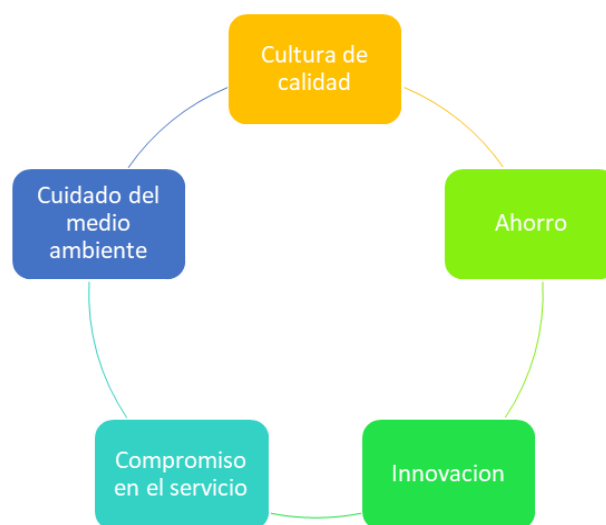 Cultura de
calidad
Ahorro
Innovacion
Compromiso
en el servicio
Cuidado del
medio
ambiente